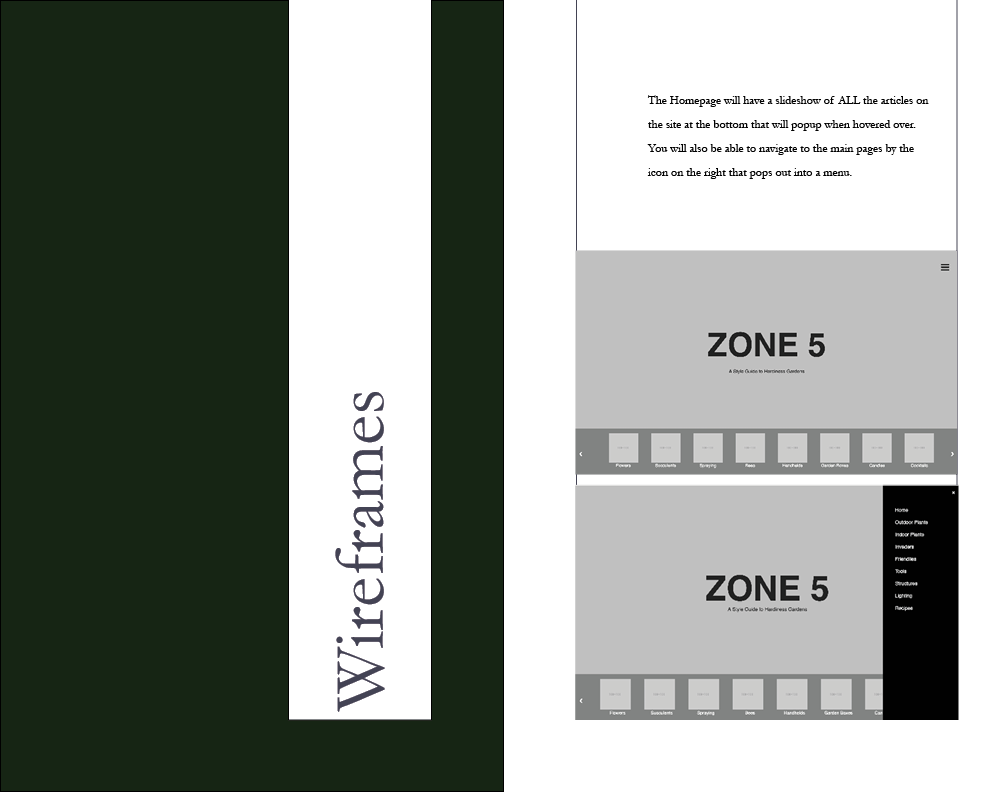 Wireframes
The Homepage will have a slideshow of ALL the articles on
the site at the bottom that will popup when hovered over.
You will also be able to navigate to the main pages by the
icon on the right that pops out into a menu.
ZONE 5
A Style Guide to Hardiness Gardens
Flowers Succulents Spraying Bees Handhelds Garden Boxes Candles Cocktails
Home
Outdoor Plants
Indoor Plants
Invaders
Friendlies
Tools
Structures
Lighting
Recipes
ZONE 5
A Style Guide to Hardiness Gardens
Flowers Succulents Spraying Bees Handhelds